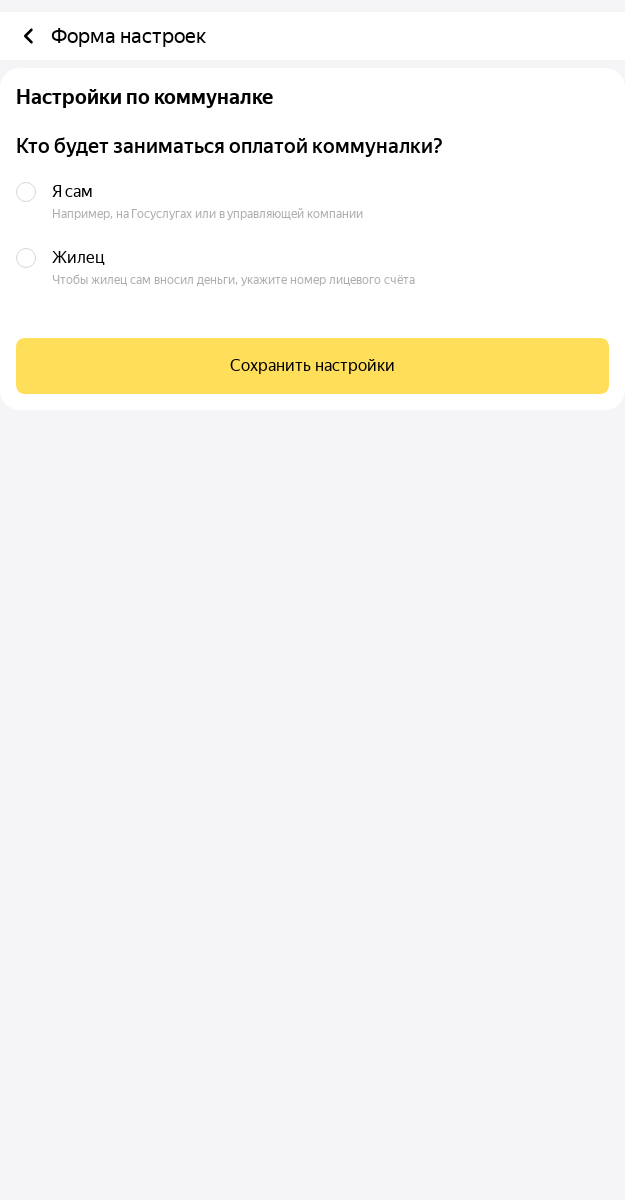 Форма настроек
Настройки по коммуналке
Кто будет заниматься оплатой коммуналки?
Я сам
Например, на Госуслугах или в управляющей компании
Жилец
Чтобы жилец сам вносил деньги, укажите номер лицевого счёта
Сохранить настройки